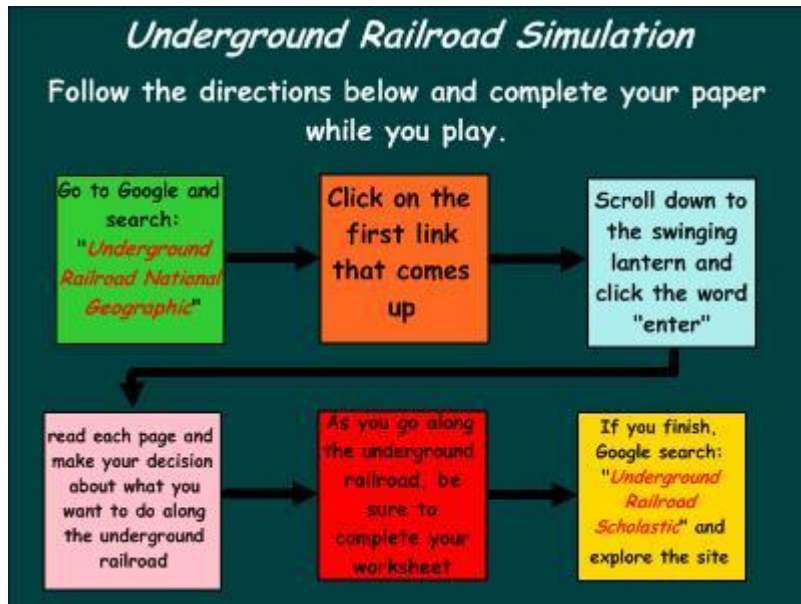 Underground Railroad Simulation
Follow the directions below and complete your paper
while you play.
Go to Google and
search:
"Underground
Railroad National
Geographic"
Click on the
first link
that comes
up
Scroll down to
the swinging
lantern and
click the word
"enter"
read each page and
make your decision
about what you
want to do along
the underground
railroad
As you go along
the underground
railroad, be
sure to
complete your
worksheet
If you finish,
Google search:
"Underground
Railroad
Scholastic" and
explore the site